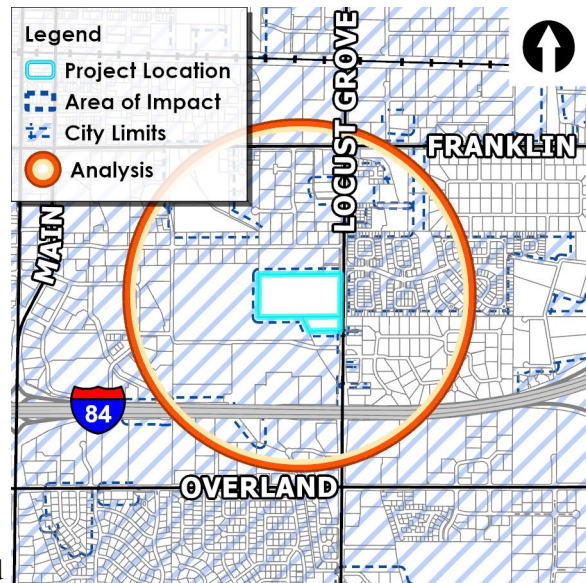 Legend
Project Location
Area of Impact
City Limits
Analysis
LOCUST GROVE
FRANKLIN
MAIN
84
OVERLAND